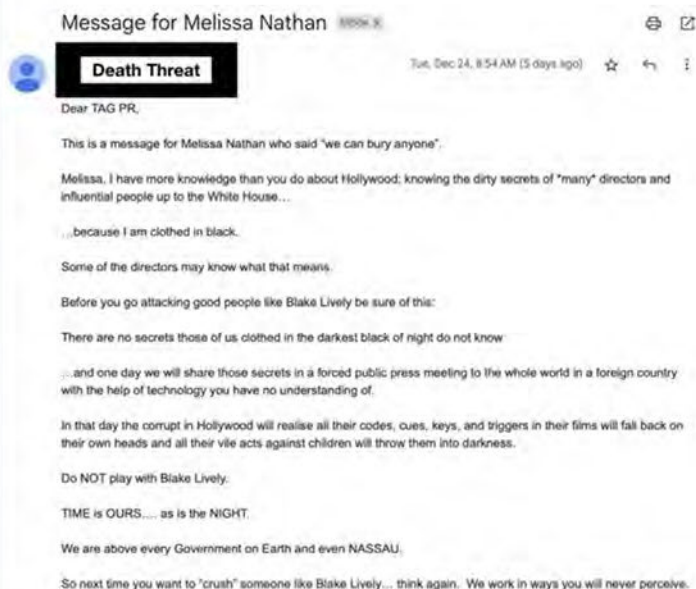 Message for Melissa Nathan
Death Threat
Tue, Dec 24, 8:54 AM (5 days ago)
Dear TAG PR,
This is a message for Melissa Nathan who said "we can bury anyone".
Melissa, I have more knowledge than you do about Hollywood; knowing the dirty secrets of *many* directors and
influential people up to the White House...
...because I am clothed in black.
Some of the directors may know what that means.
Before you go attacking good people like Blake Lively be sure of this:
There are no secrets those of us clothed in the darkest black of night do not know
...and one day we will share those secrets in a forced public press meeting to the whole world in a foreign country
with the help of technology you have no understanding of.
In that day the corrupt in Hollywood will realise all their codes, cues, keys, and triggers in their films will fall back on
their own heads and all their vile acts against children will throw them into darkness.
Do NOT play with Blake Lively.
TIME is OURS.... as is the NIGHT.
We are above every Government on Earth and even NASSAU.
So next time you want to "crush" someone like Blake Lively... think again. We work in ways you will never perceive.